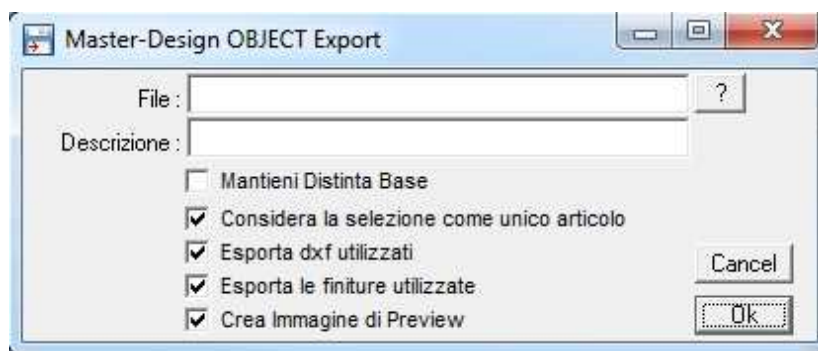 Master-Design OBJECT Export
File :
?
Descrizione :
Mantieni Distinta Base
Considera la selezione come unico articolo
Esporta dxf utilizzati
Cancel
Esporta le finiture utilizzate
Ok
Crea Immagine di Preview